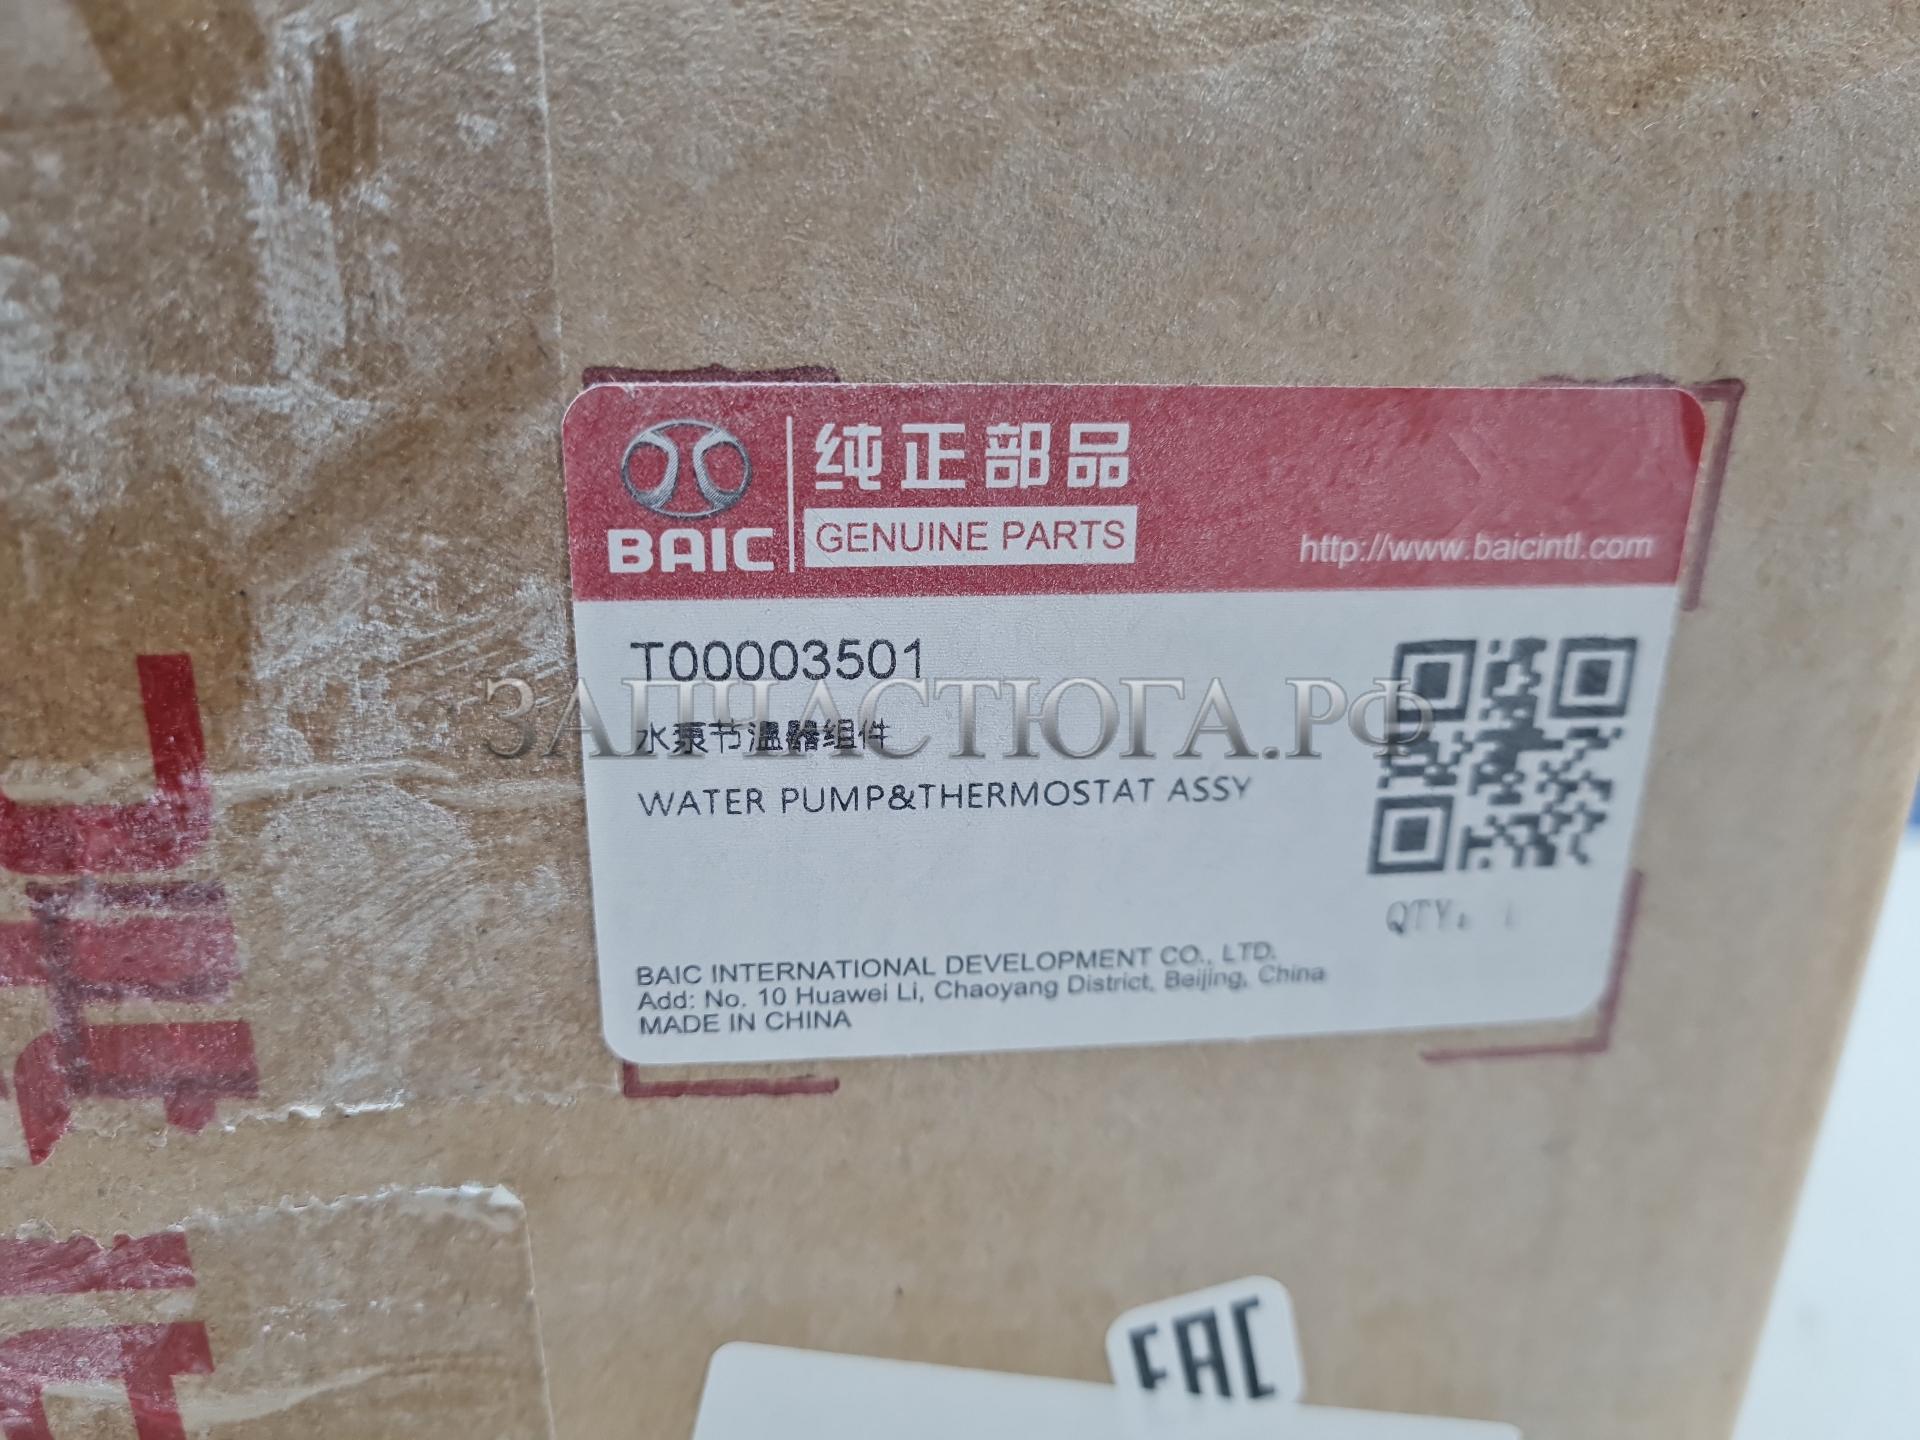 纯正部品
BAIC
GENUINE PARTS
http://www.baicintl.com
T00003501
ЗАПЧАСТЮГА.РФ
水泵节温器组件
WATER PUMP&THERMOSTAT ASSY
QTY: 1
BAIC INTERNATIONAL DEVELOPMENT CO., LTD.
Add: No. 10 Huawei Li, Chaoyang District, Beijing, China
MADE IN CHINA
EAC